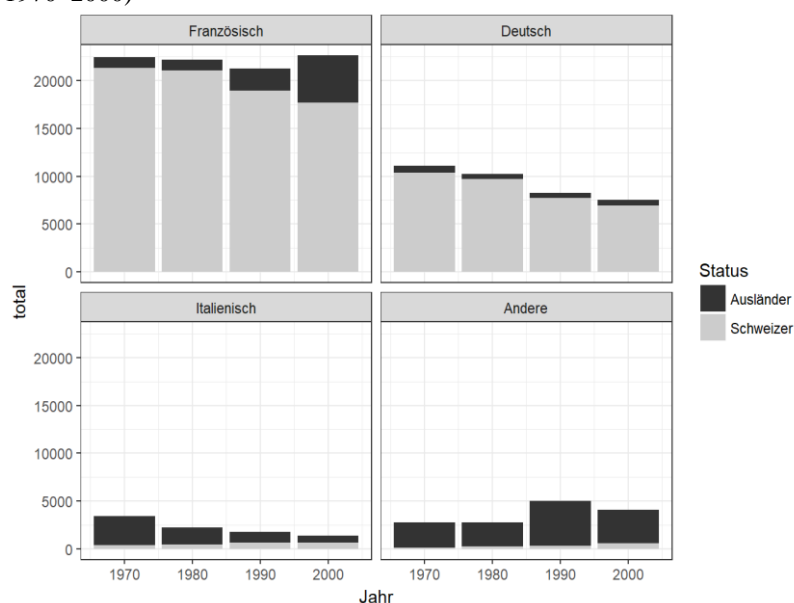 1970–2000)
Französisch
Deutsch
20000
15000
10000
5000
0
Italienisch
Andere
20000
15000
10000
5000
0
1970 1980 1990 2000
1970 1980 1990 2000
Jahr
total
Status
Ausländer
Schweizer